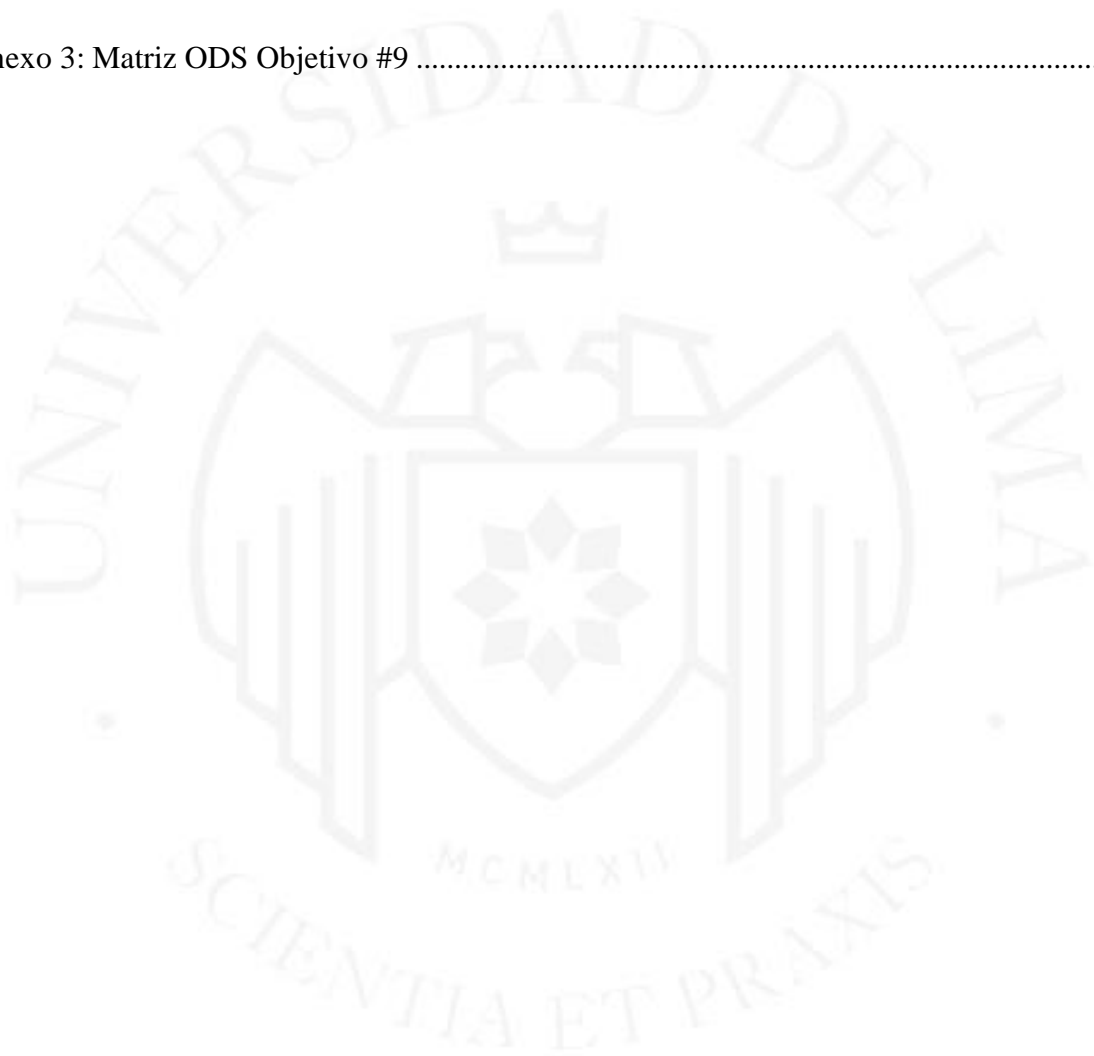 nexo 3: Matriz ODS Objetivo #9 ..........................................................................................
UNIVERSIDAD DE LIMA
MCMLXII
SCIENTIA ET PRAXIS